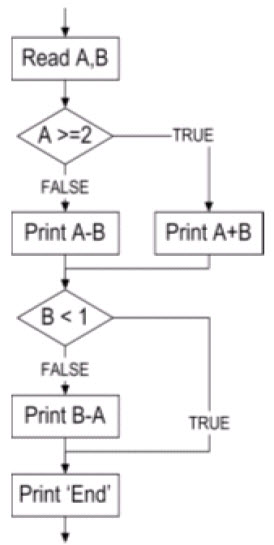 Read A,B
A >=2
TRUE
FALSE
Print A-B
Print A+B
B < 1
FALSE
Print B-A
TRUE
Print ‘End’